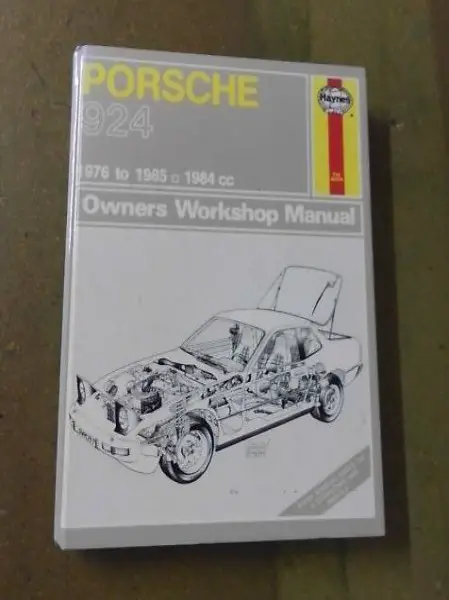 PORSCHE
924
Haynes
1976 to 1985 □ 1984 cc
Owners Workshop Manual